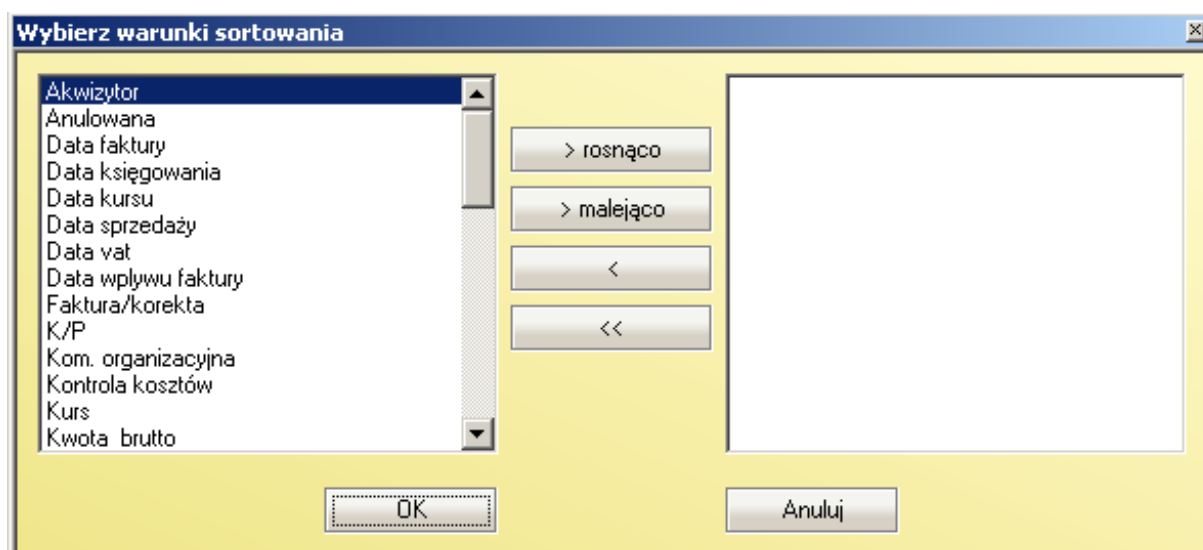 Wybierz warunki sortowania
Akwizytor
Anulowana
Data faktury
Data księgowania
Data kursu
Data sprzedaży
Data vat
Data wplywu faktury
Faktura/korekta
K/P
Kom. organizacyjna
Kontrola kosztów
Kurs
Kwota brutto
> rosnąco
> malejąco
<
<<
OK
Anuluj